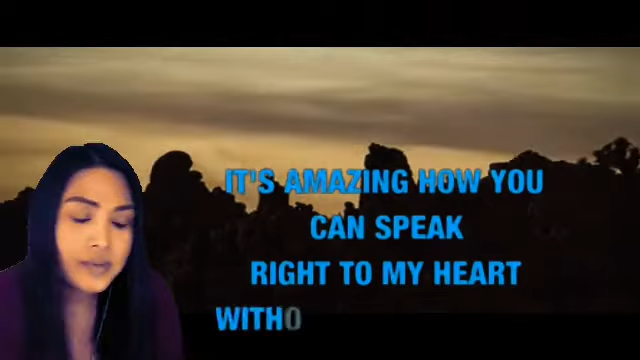 IT'S AMAZING HOW YOU
CAN SPEAK
RIGHT TO MY HEART
WITHO